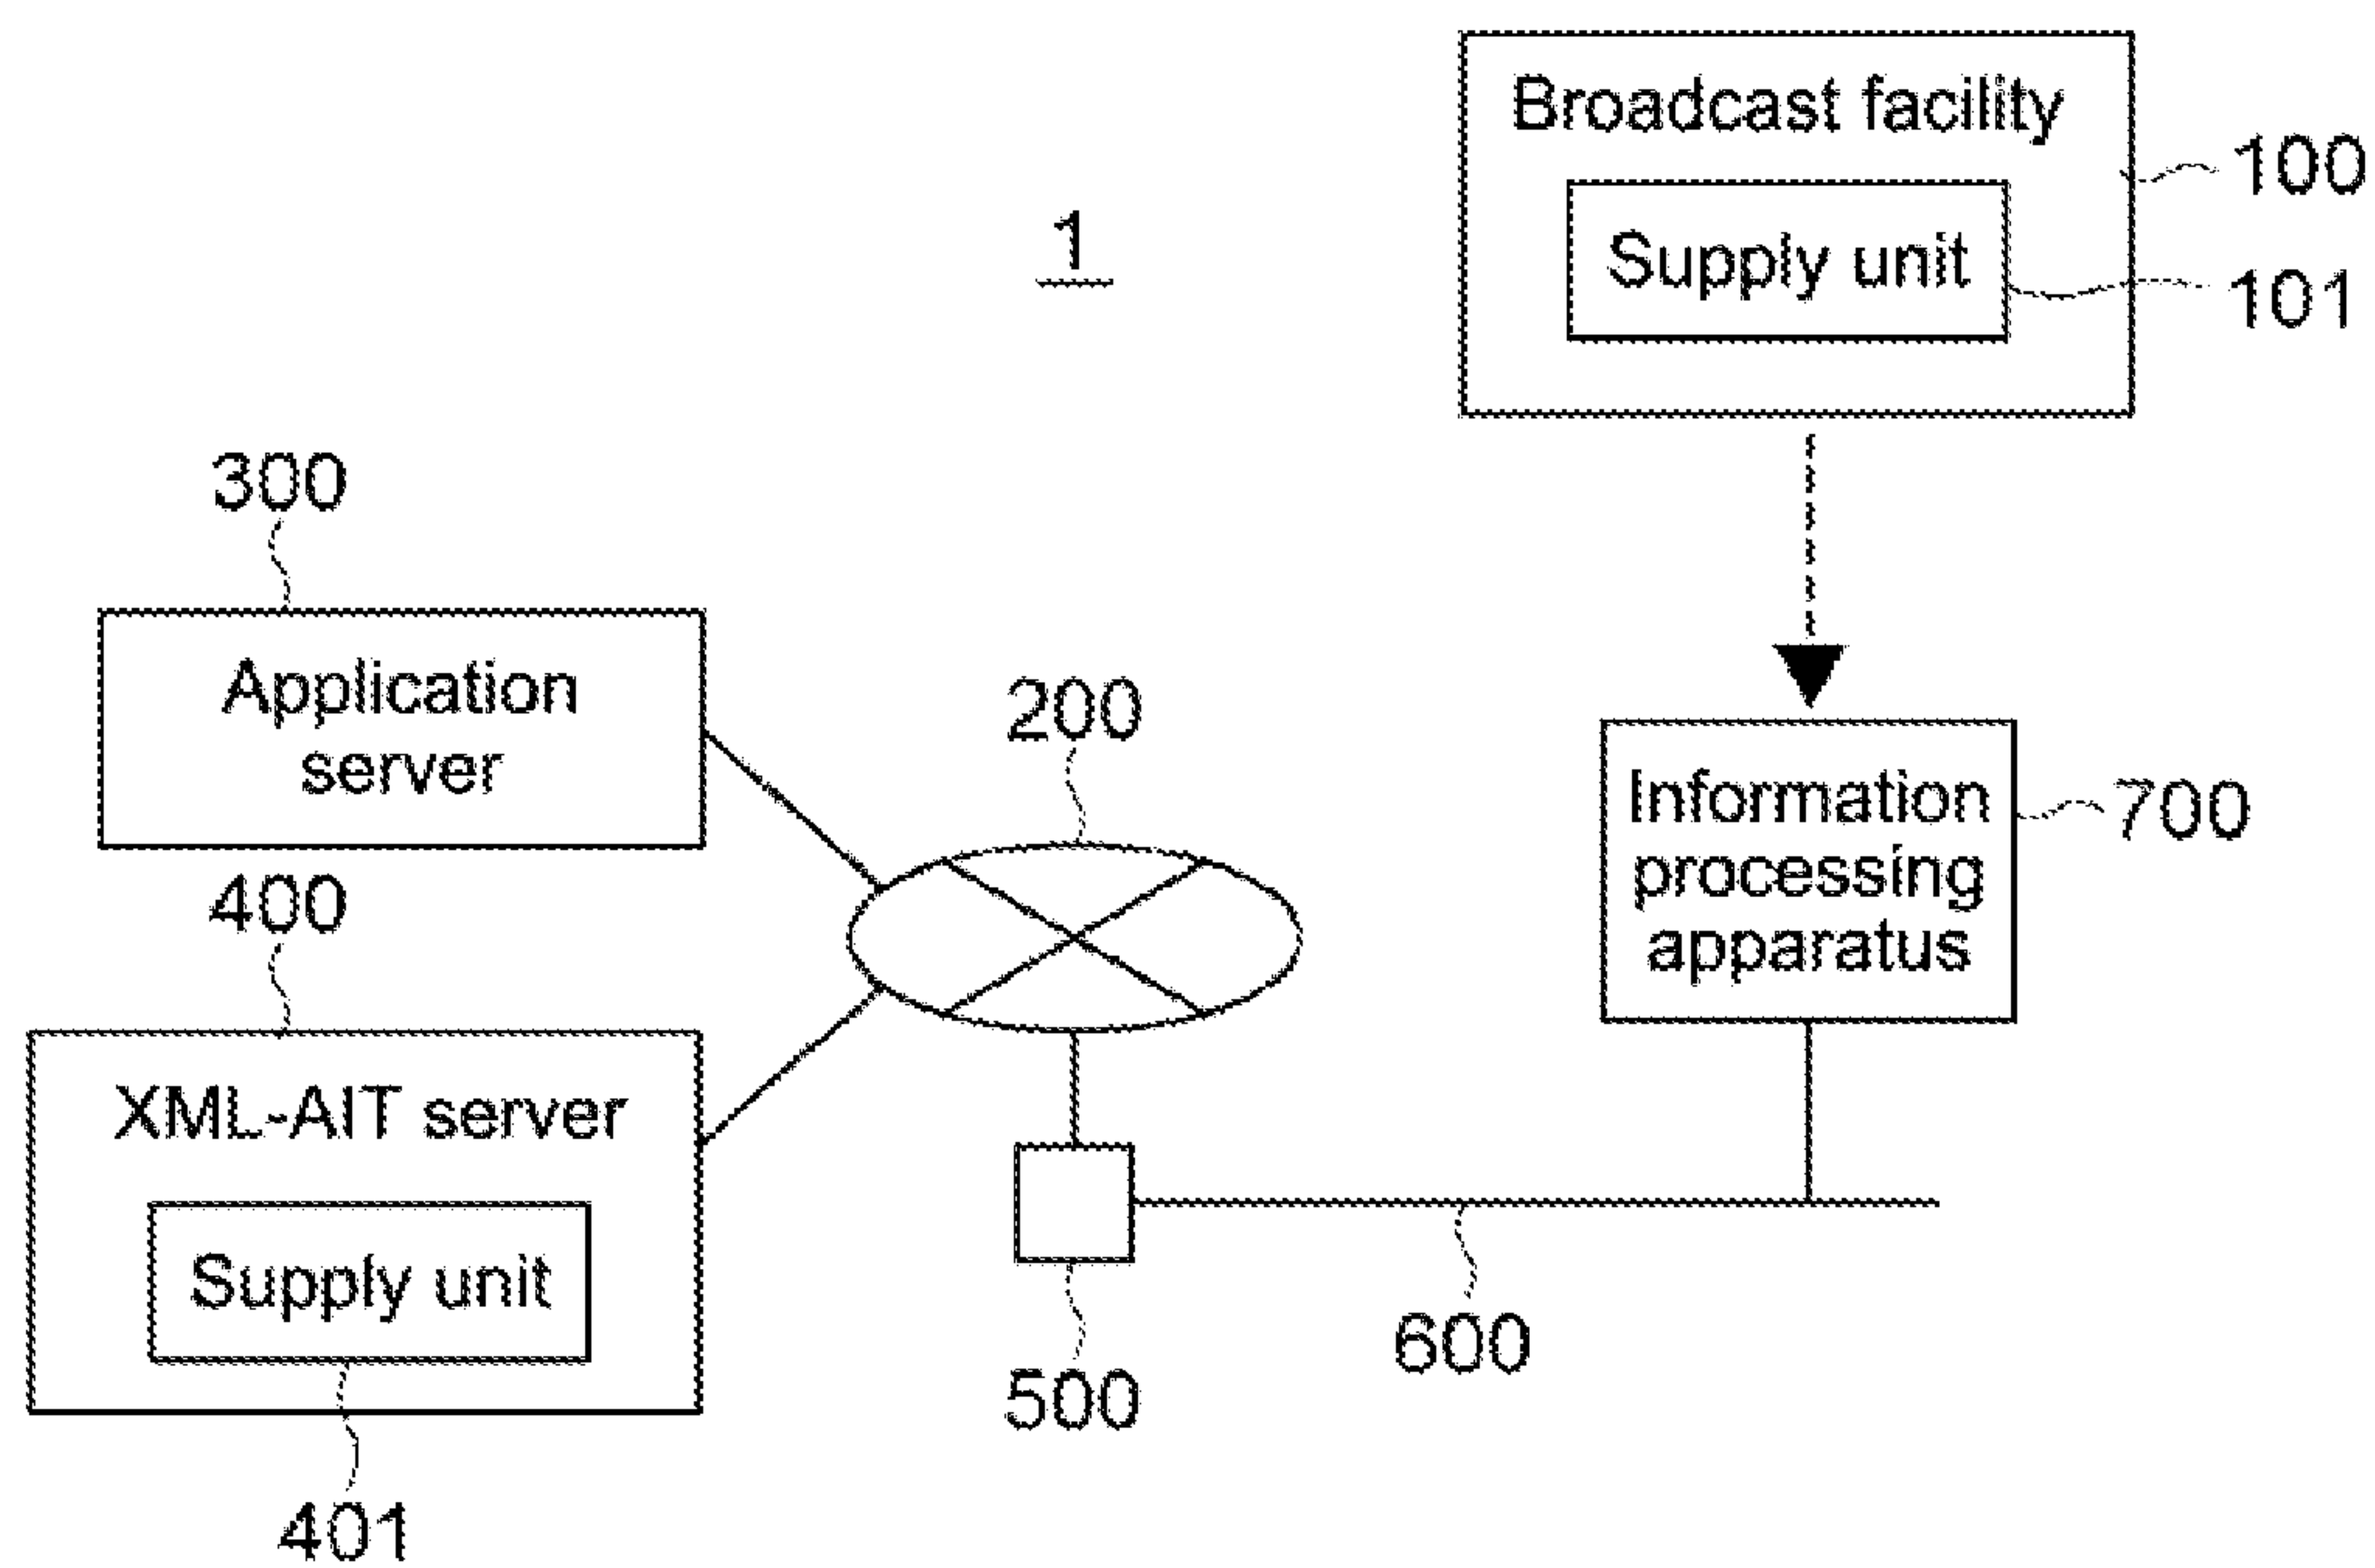 Broadcast facility
100
1
Supply unit
101
300
Application
server
200
Information
processing
apparatus
700
400
XML-AIT server
Supply unit
600
500
401